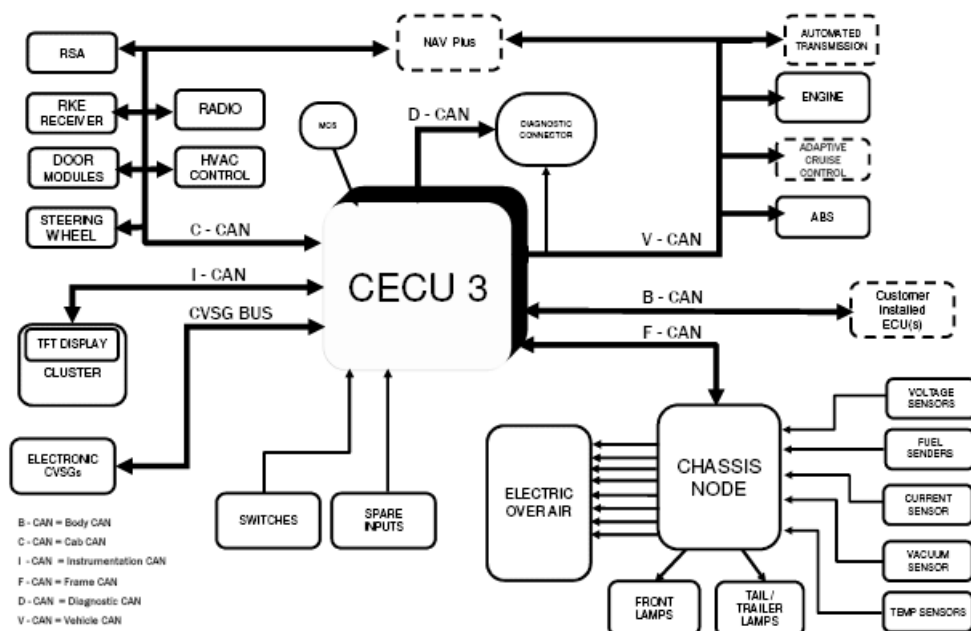 RSA
NAV Plus
AUTOMATED
TRANSMISSION
RKE
RECEIVER
RADIO
MCS
D - CAN
DIAGNOSTIC
CONNECTOR
ENGINE
DOOR
MODULES
HVAC
CONTROL
ADAPTIVE
CRUISE
CONTROL
STEERING
WHEEL
C - CAN
V - CAN
ABS
I - CAN
CECU 3
B - CAN
Customer
Installed
ECU(s)
CVSG BUS
F - CAN
TFT DISPLAY
CLUSTER
VOLTAGE
SENSORS
ELECTRONIC
CVSGs
FUEL
SENDERS
ELECTRIC
OVER AIR
CHASSIS
NODE
CURRENT
SENSOR
SWITCHES
SPARE
INPUTS
VACUUM
SENSOR
FRONT
LAMPS
TAIL /
TRAILER
LAMPS
TEMP SENSORS
B - CAN = Body CAN
C - CAN = Cab CAN
I - CAN = Instrumentation CAN
F - CAN = Frame CAN
D - CAN = Diagnostic CAN
V - CAN = Vehicle CAN